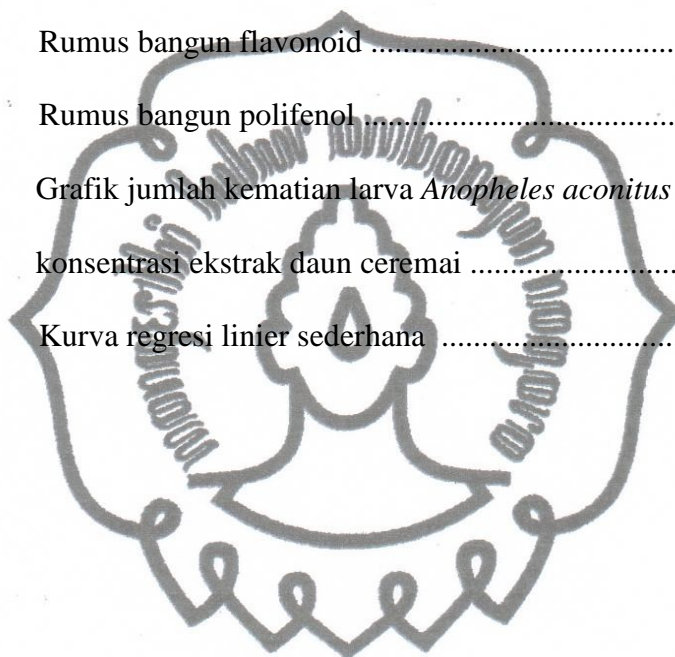 Rumus bangun flavonoid ......................................
Rumus bangun polifenol .......................................
Grafik jumlah kematian larva Anopheles aconitus
konsentrasi ekstrak daun ceremai ..........................
Kurva regresi linier sederhana ..............................